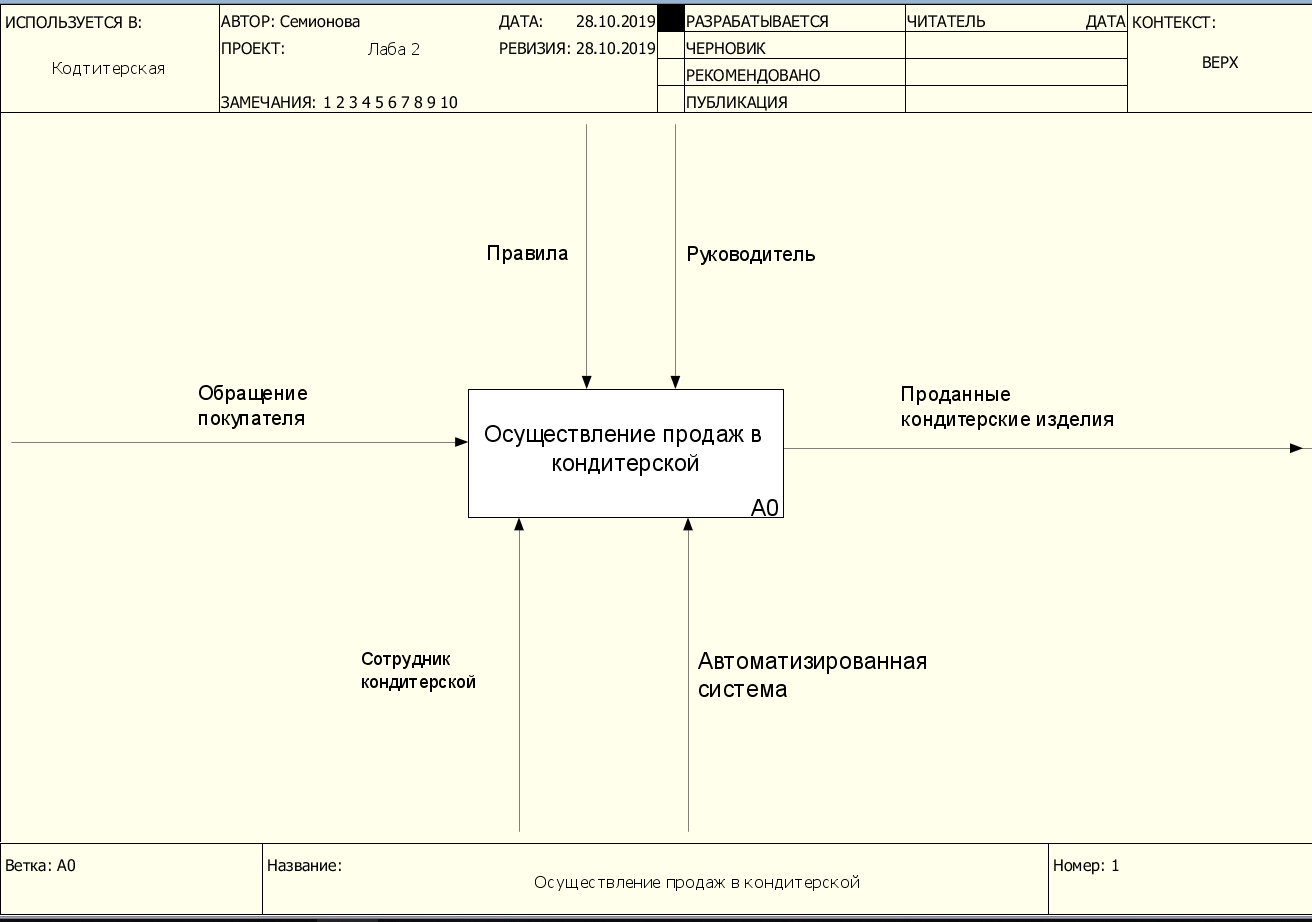 ИСПОЛЬЗУЕТСЯ В:
Кодтитерская
АВТОР: Семионова
ДАТА: 28.10.2019
ПРОЕКТ: Лаба 2
РЕВИЗИЯ: 28.10.2019
ЗАМЕЧАНИЯ: 1 2 3 4 5 6 7 8 9 10
РАЗРАБАТЫВАЕТСЯ
ЧЕРНОВИК
РЕКОМЕНДОВАНО
ПУБЛИКАЦИЯ
ЧИТАТЕЛЬ ДАТА
КОНТЕКСТ:
ВЕРХ
Правила
Руководитель
Обращение
покупателя
Осуществление продаж в
кондитерской
A0
Проданные
кондитерские изделия
Сотрудник
кондитерской
Автоматизированная
система
Ветка: A0
Название:
Осуществление продаж в кондитерской
Номер: 1